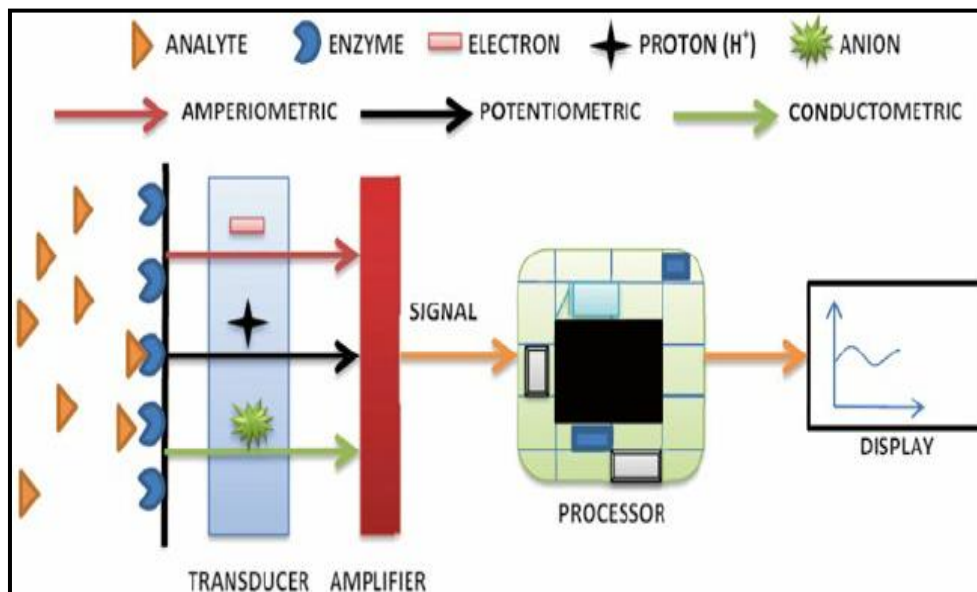 ANALYTE ENZYME ELECTRON PROTON (H⁺) ANION
AMPERIOMETRIC POTENTIOMETRIC CONDUCTOMETRIC
SIGNAL
DISPLAY
PROCESSOR
TRANSDUCER AMPLIFIER